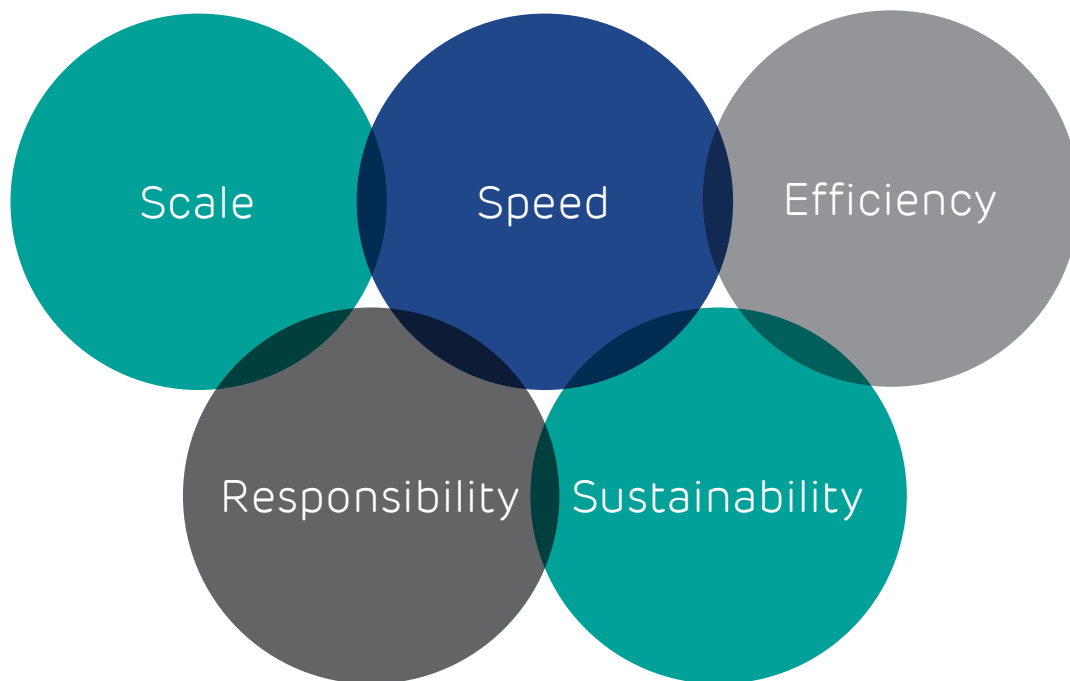 Scale
Speed
Efficiency
Responsibility
Sustainability